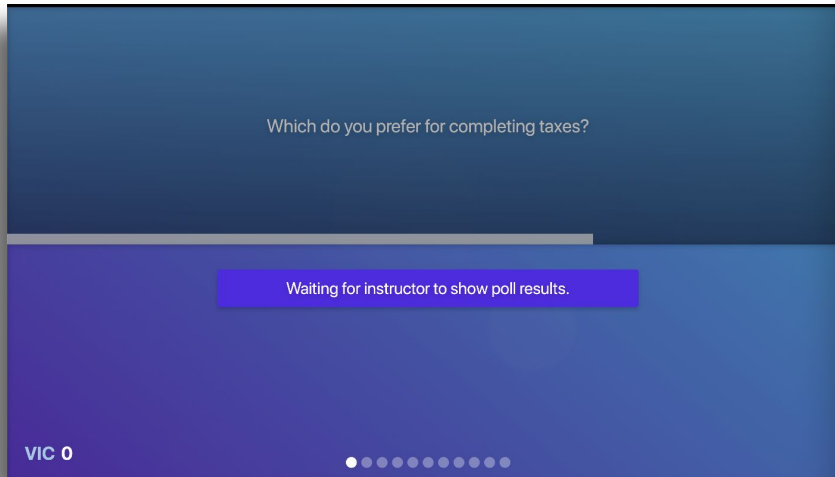 Which do you prefer for completing taxes?
Waiting for instructor to show poll results.
VIC 0